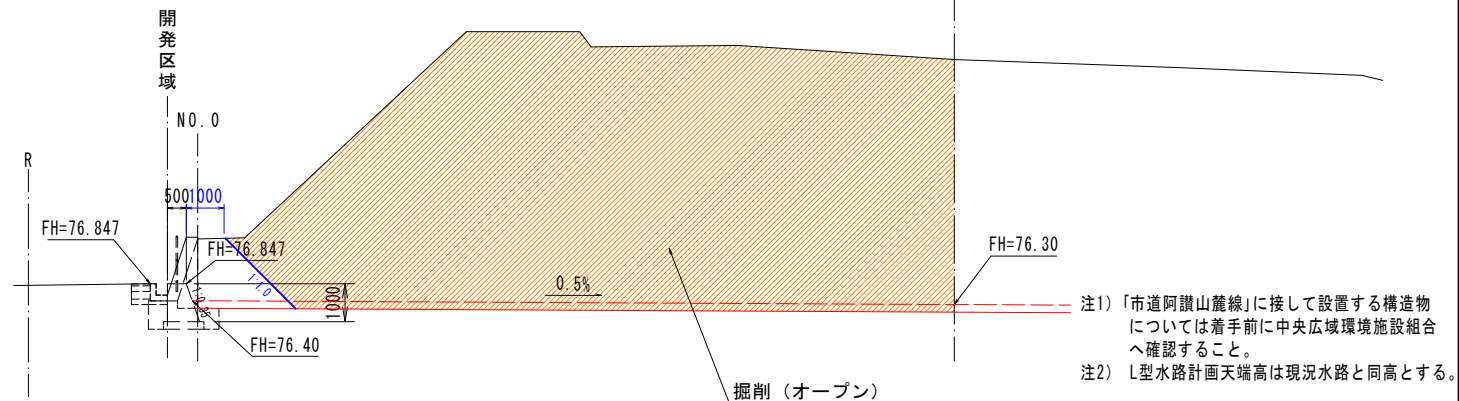 開発区域
NO.0
R
500
1000
FH=76.847
FH=76.847
FH=76.30
1:1.0
0.5%
1000
FH=76.40
掘削（オープン）
注1）「市道阿讃山麓線」に接して設置する構造物
については着手前に中央広域環境施設組合
へ確認すること。
注2） L型水路計画天端高は現況水路と同高とする。